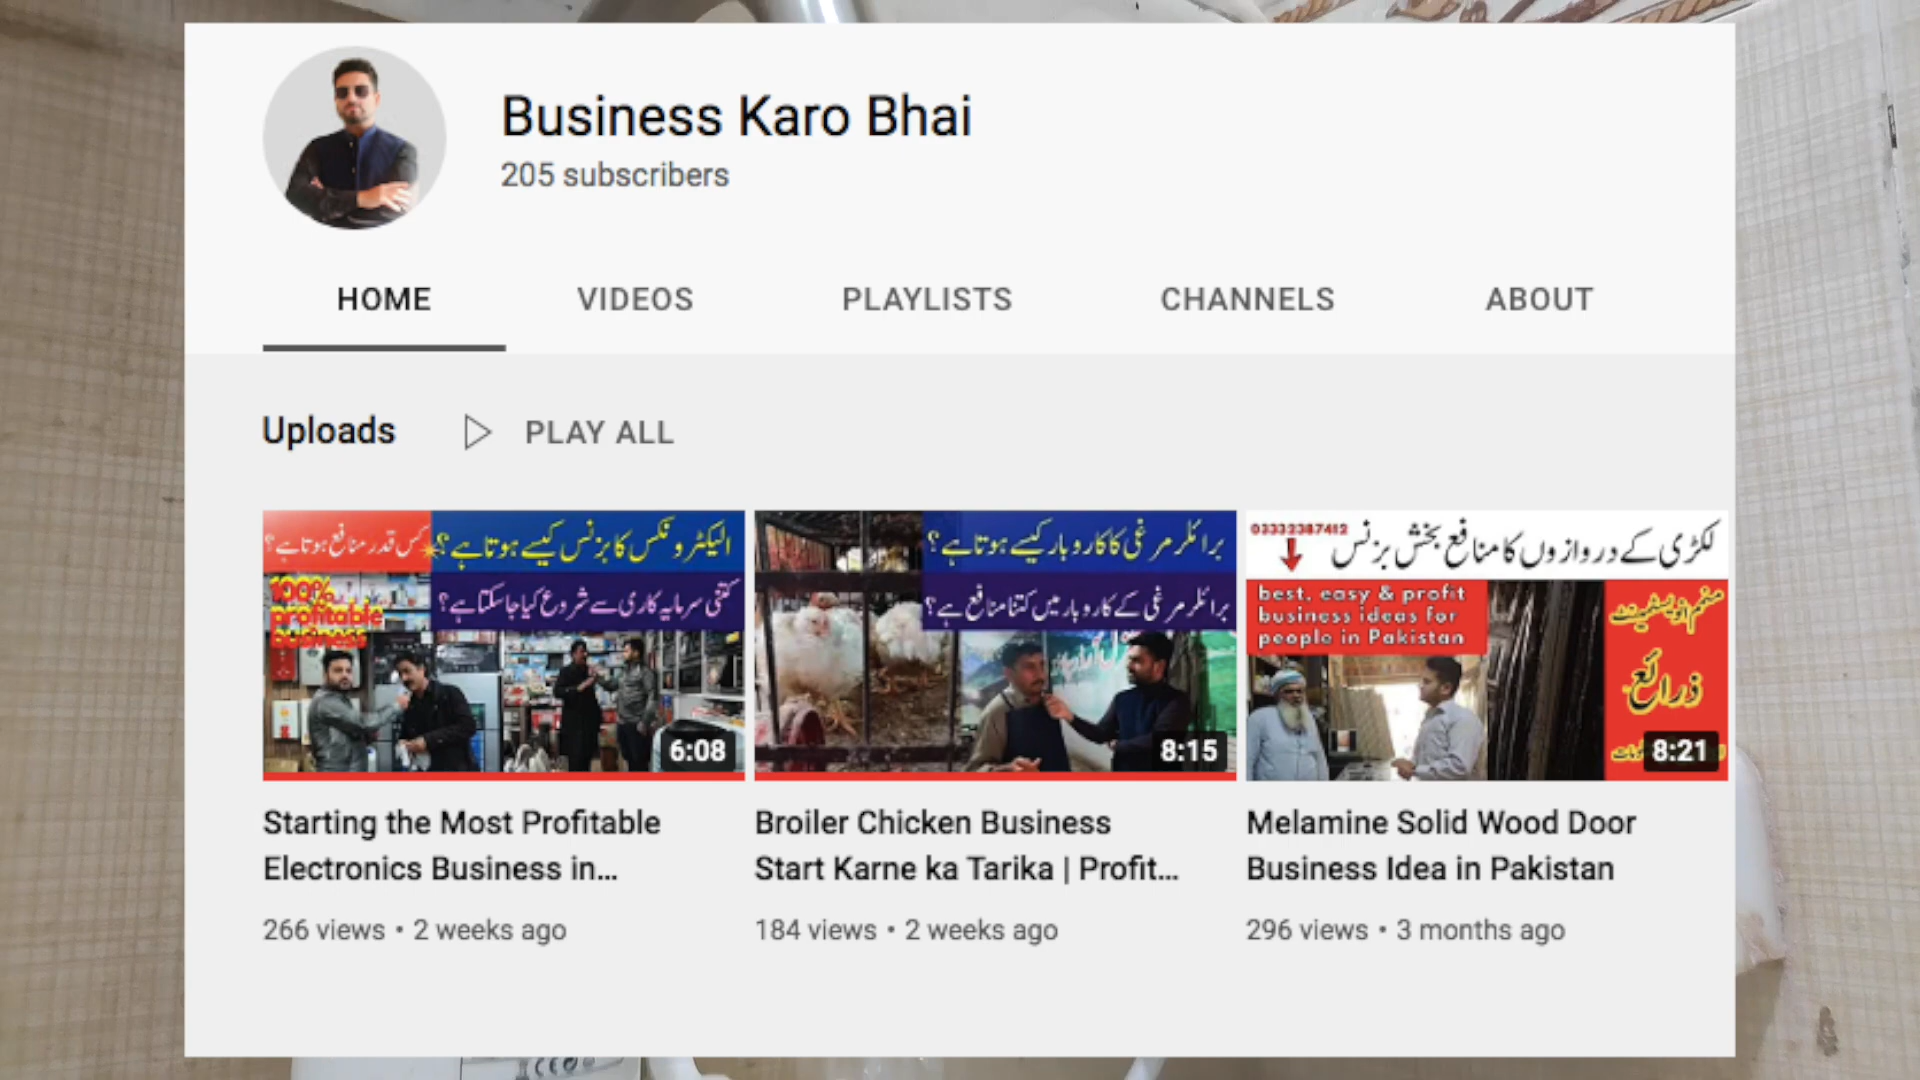 Business Karo Bhai
205 subscribers
HOME
VIDEOS
PLAYLISTS
CHANNELS
ABOUT
Uploads
PLAY ALL
الیکٹرونکس کا بزنس کیسے ہوتا ہے؟
کس قدر منافع ہوتا ہے؟
کتنی سرمایہ کاری سے شروع کیا جاسکتا ہے؟
100%
profitable
business
6:08
برائلر مرغی کا کاروبار کیسے ہوتا ہے؟
برائلر مرغی کے کاروبار میں کتنا منافع ہے؟
8:15
03332387412
لکڑی کے دروازوں کا منافع بخش بزنس
best, easy & profit
business ideas for
people in Pakistan
ذرائع
8:21
Starting the Most Profitable
Electronics Business in...
266 views • 2 weeks ago
Broiler Chicken Business
Start Karne ka Tarika | Profit...
184 views • 2 weeks ago
Melamine Solid Wood Door
Business Idea in Pakistan
296 views • 3 months ago